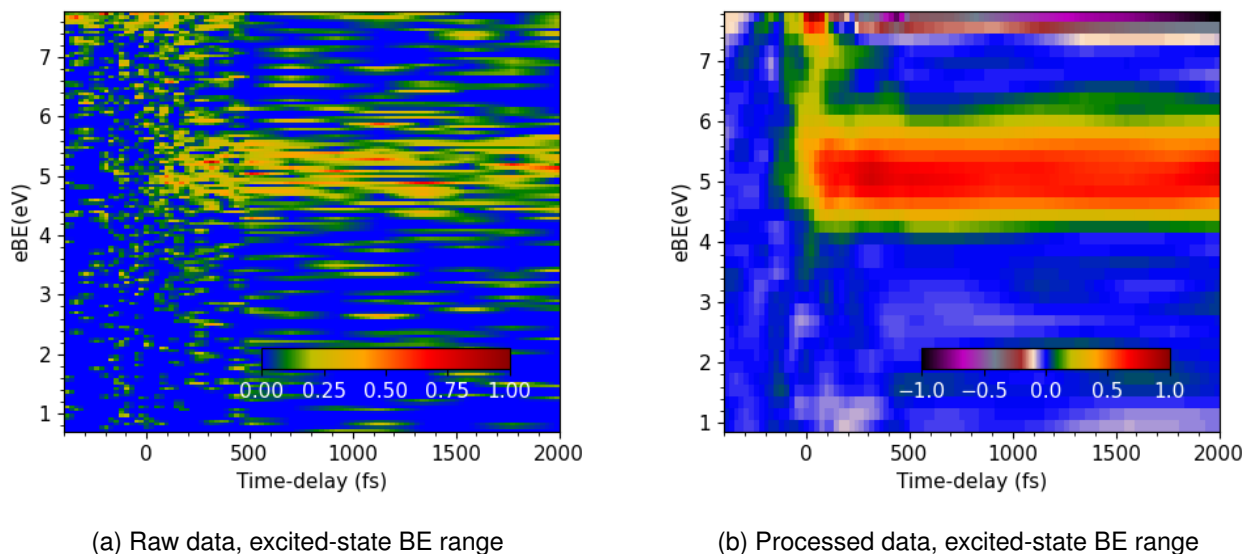 7
6
5
4
3
2
1
eBE(eV)
0.00 0.25 0.50 0.75 1.00
0 500 1000 1500 2000
Time-delay (fs)
(a) Raw data, excited-state BE range
7
6
5
4
3
2
1
eBE(eV)
−1.0 −0.5 0.0 0.5 1.0
0 500 1000 1500 2000
Time-delay (fs)
(b) Processed data, excited-state BE range